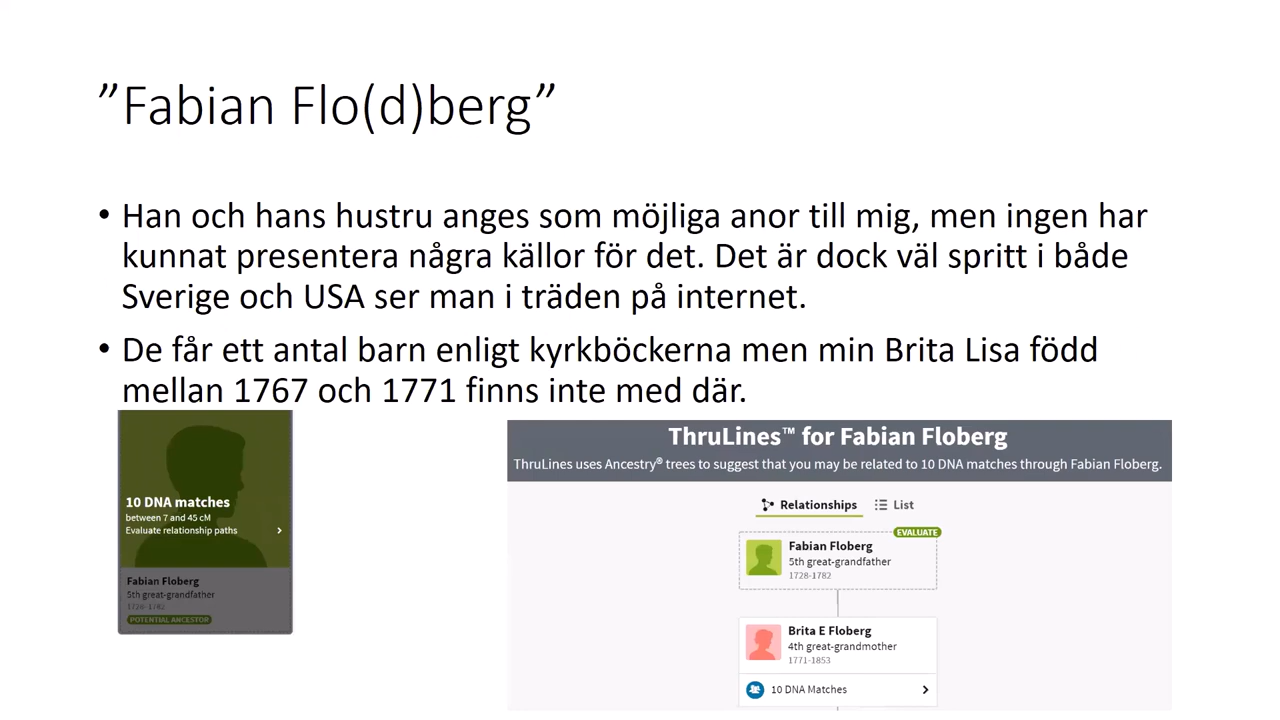 ”Fabian Flo(d)berg”
• Han och hans hustru anges som möjliga anor till mig, men ingen har
kunnat presentera några källor för det. Det är dock väl spritt i både
Sverige och USA ser man i träden på internet.
• De får ett antal barn enligt kyrkböckerna men min Brita Lisa född
mellan 1767 och 1771 finns inte med där.
10 DNA matches
between 7 and 45 cM
Evaluate relationship paths
Fabian Floberg
5th great-grandfather
1728-1782
POTENTIAL ANCESTOR
ThruLines™ for Fabian Floberg
ThruLines uses Ancestry® trees to suggest that you may be related to 10 DNA matches through Fabian Floberg.
Relationships List
EVALUATE
Fabian Floberg
5th great-grandfather
1728-1782
Brita E Floberg
4th great-grandmother
1771-1853
10 DNA Matches